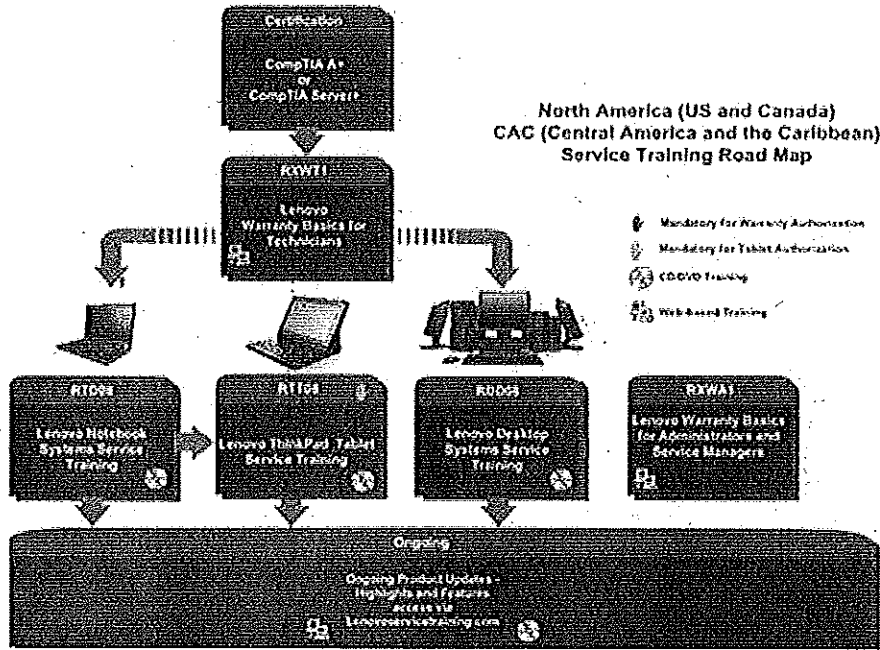 Certification
CompTIA A+
or
CompTIA Server+
North America (US and Canada)
CAC (Central America and the Caribbean)
Service Training Road Map
RXWT1
Lenovo
Warranty Basics for
Technicians
Mandatory for Warranty Authorization
Mandatory for Tablet Authorization
CD/DVD Training
Web-based Training
RTD08
Lenovo Notebook
Systems Service
Training
RTT08
Lenovo ThinkPad Tablet
Service Training
RDD08
Lenovo Desktop
Systems Service
Training
RXWA1
Lenovo Warranty Basics
for Administrators and
Service Managers
Ongoing
Ongoing Product Updates -
Highlights and Features
access via
Lenovoservicetraining.com